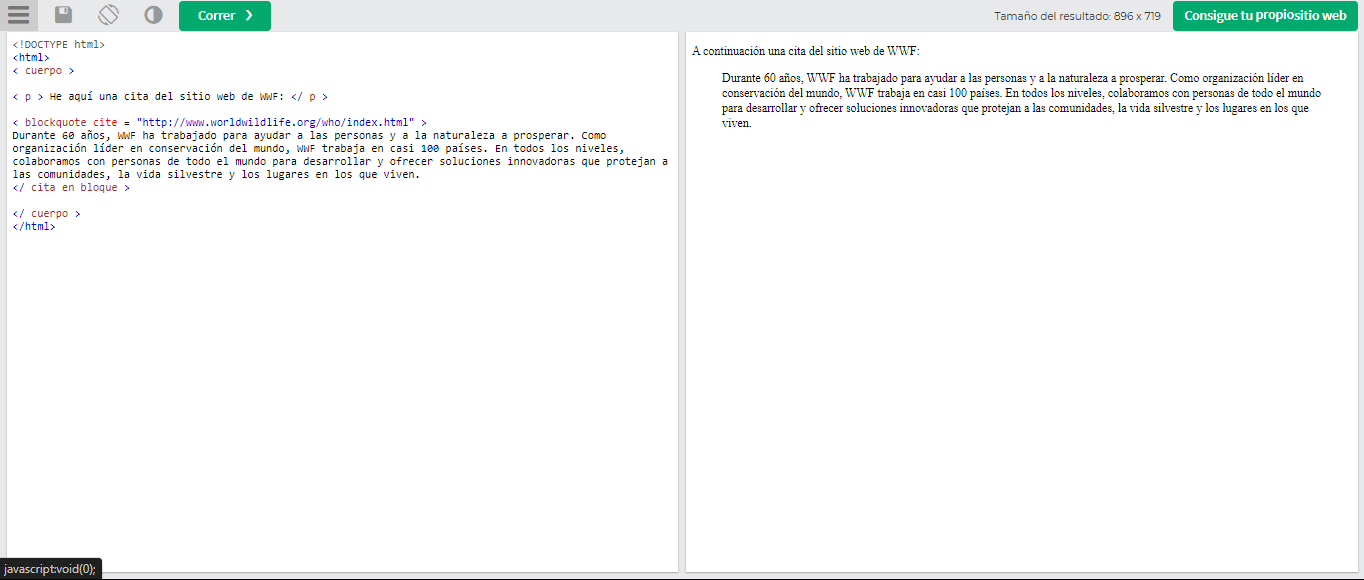 Correr ❯
Tamaño del resultado: 896 x 719
Consigue tu propiositio web
<!DOCTYPE html>
<html>
< cuerpo >
< p > He aquí una cita del sitio web de WWF: </ p >
< blockquote cite = "http://www.worldwildlife.org/who/index.html" >
Durante 60 años, WWF ha trabajado para ayudar a las personas y a la naturaleza a prosperar. Como
organización líder en conservación del mundo, WWF trabaja en casi 100 países. En todos los niveles,
colaboramos con personas de todo el mundo para desarrollar y ofrecer soluciones innovadoras que protejan a
las comunidades, la vida silvestre y los lugares en los que viven.
</ cita en bloque >
</ cuerpo >
</html>
A continuación una cita del sitio web de WWF:
Durante 60 años, WWF ha trabajado para ayudar a las personas y a la naturaleza a prosperar. Como organización líder en
conservación del mundo, WWF trabaja en casi 100 países. En todos los niveles, colaboramos con personas de todo el mundo
para desarrollar y ofrecer soluciones innovadoras que protejan a las comunidades, la vida silvestre y los lugares en los que
viven.
javascript:void(0);